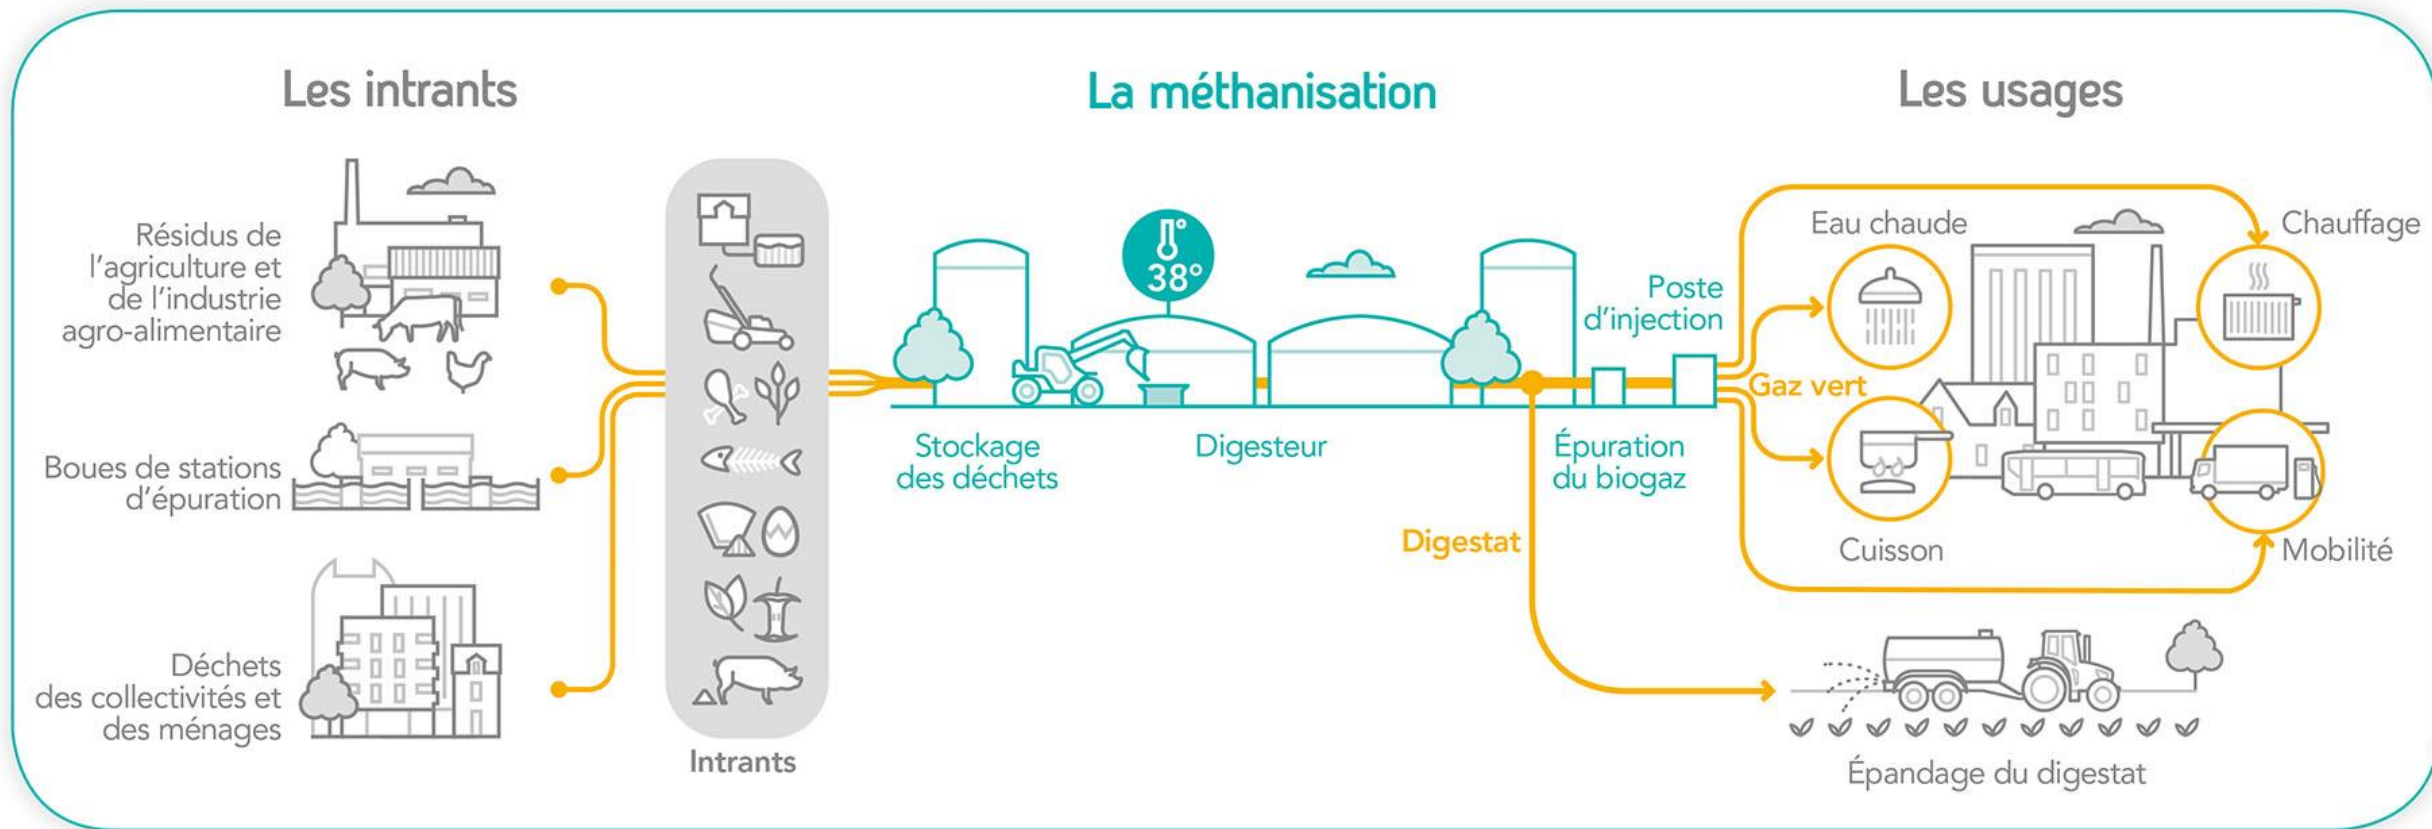 Les intrants
Résidus de
l'agriculture et
de l'industrie
agro-alimentaire
Boues de stations
d'épuration
Déchets
des collectivités et
des ménages
Intrants
La méthanisation
38°
Stockage
des déchets
Digesteur
Épuration
du biogaz
Poste
d'injection
Gaz vert
Digestat
Les usages
Eau chaude
Chauffage
Cuisson
Mobilité
Épandage du digestat